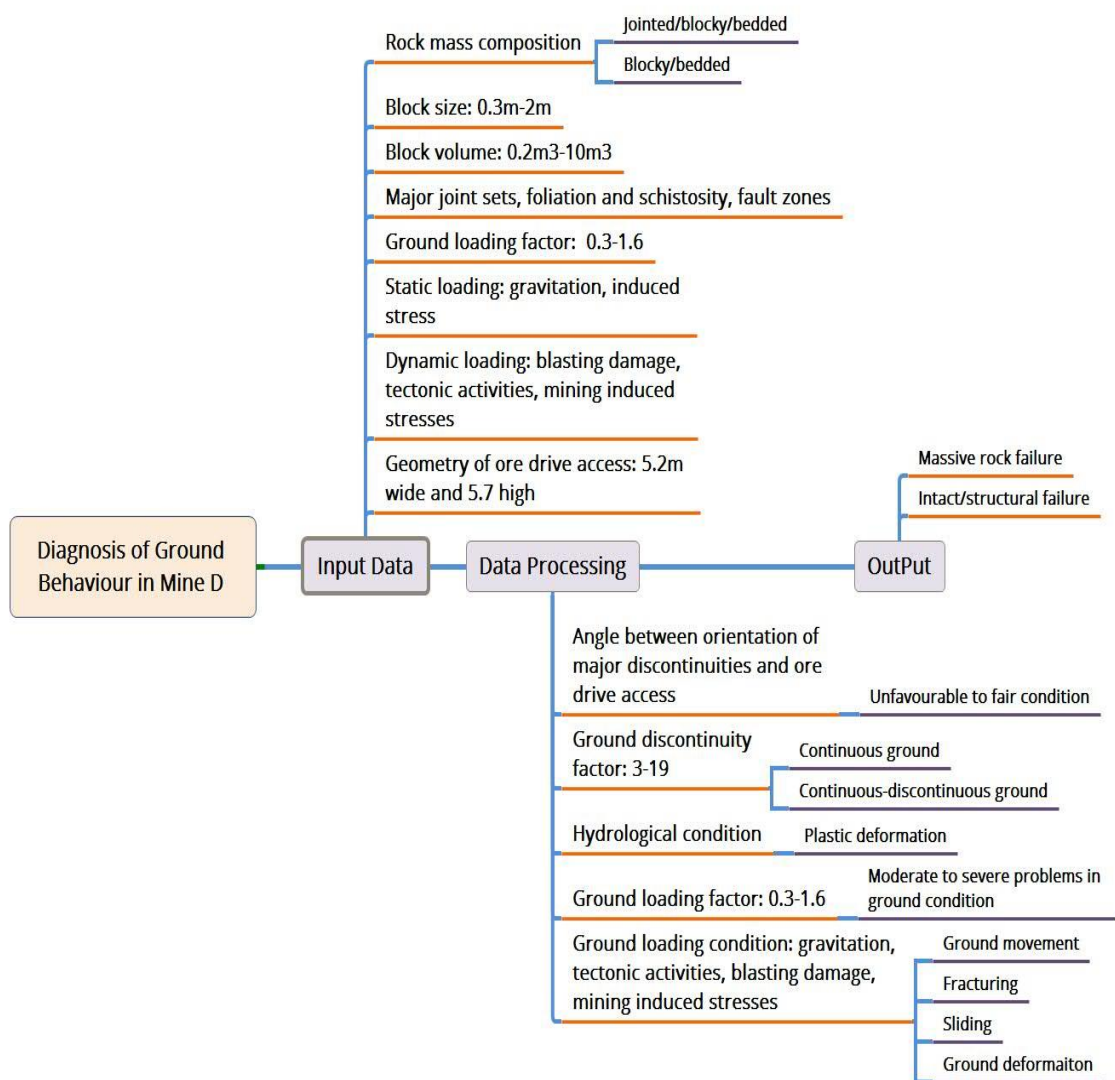 Jointed/blocky/bedded
Rock mass composition
Blocky/bedded
Block size: 0.3m-2m
Block volume: 0.2m3-10m3
Major joint sets, foliation and schistosity, fault zones
Ground loading factor:  0.3-1.6
Static loading: gravitation, induced
stress
Dynamic loading: blasting damage,
tectonic activities, mining induced
stresses
Geometry of ore drive access: 5.2m
wide and 5.7 high
Massive rock failure
Intact/structural failure
Diagnosis of Ground
Behaviour in Mine D
Input Data
Data Processing
OutPut
Angle between orientation of
major discontinuities and ore
drive access
Unfavourable to fair condition
Ground discontinuity
factor: 3-19
Continuous ground
Continuous-discontinuous ground
Hydrological condition
Plastic deformation
Ground loading factor: 0.3-1.6
Moderate to severe problems in
ground condition
Ground loading condition: gravitation,
tectonic activities, blasting damage,
mining induced stresses
Ground movement
Fracturing
Sliding
Ground deformaiton